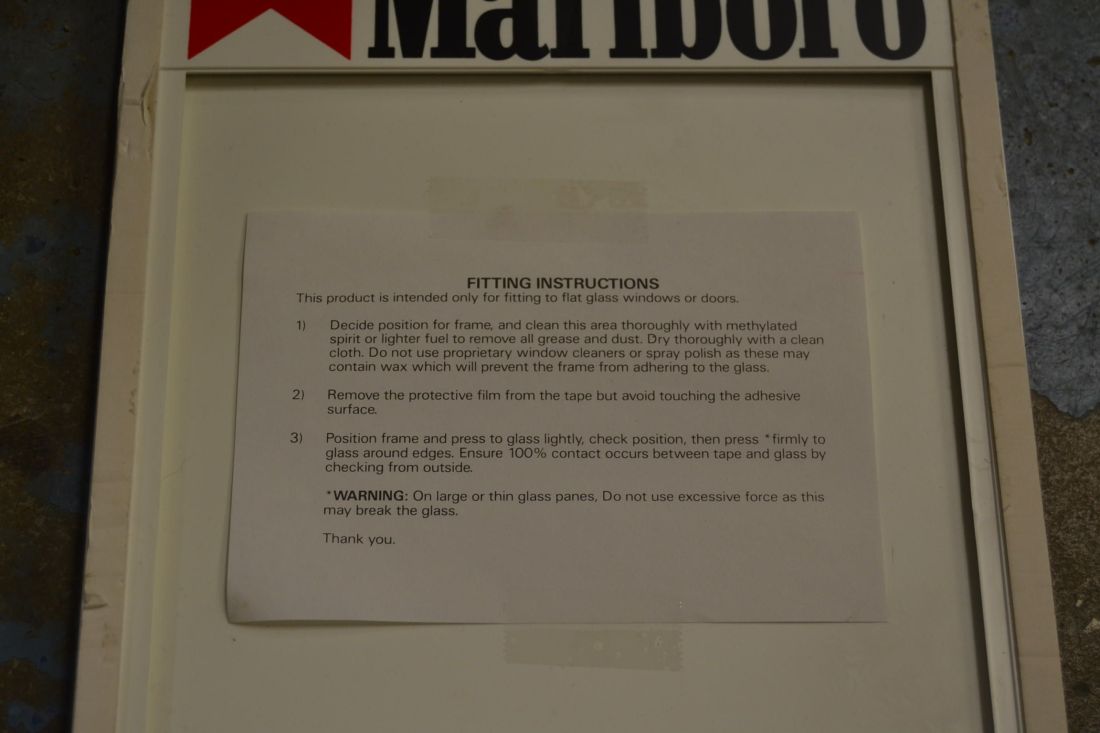 Marlboro
FITTING INSTRUCTIONS
This product is intended only for fitting to flat glass windows or doors.
1) Decide position for frame, and clean this area thoroughly with methylated
spirit or lighter fuel to remove all grease and dust. Dry thoroughly with a clean
cloth. Do not use proprietary window cleaners or spray polish as these may
contain wax which will prevent the frame from adhering to the glass.
2) Remove the protective film from the tape but avoid touching the adhesive
surface.
3) Position frame and press to glass lightly, check position, then press *firmly to
glass around edges. Ensure 100% contact occurs between tape and glass by
checking from outside.
*WARNING: On large or thin glass panes, Do not use excessive force as this
may break the glass.
Thank you.